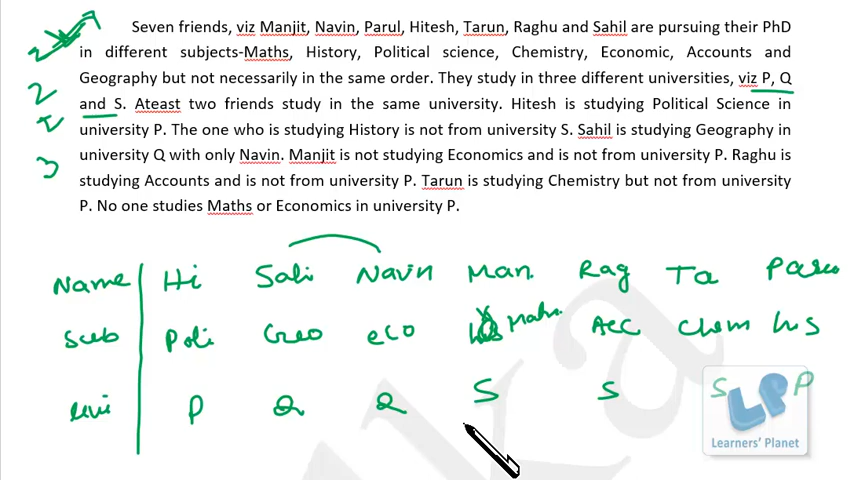 Seven friends, viz Manjit, Navin, Parul, Hitesh, Tarun, Raghu and Sahil are pursuing their PhD
in different subjects-Maths, History, Political science, Chemistry, Economic, Accounts and
Geography but not necessarily in the same order. They study in three different universities, viz P, Q
and S. Ateast two friends study in the same university. Hitesh is studying Political Science in
university P. The one who is studying History is not from university S. Sahil is studying Geography in
university Q with only Navin. Manjit is not studying Economics and is not from university P. Raghu is
studying Accounts and is not from university P. Tarun is studying Chemistry but not from university
P. No one studies Maths or Economics in university P.
2
2
2
3
Name Hi Sahi Navin Man. Rag Ta Paru
Sub Poli Geo eco Maths Acc Chem his
Uni P Q Q S S S P
LP
Learners' Planet